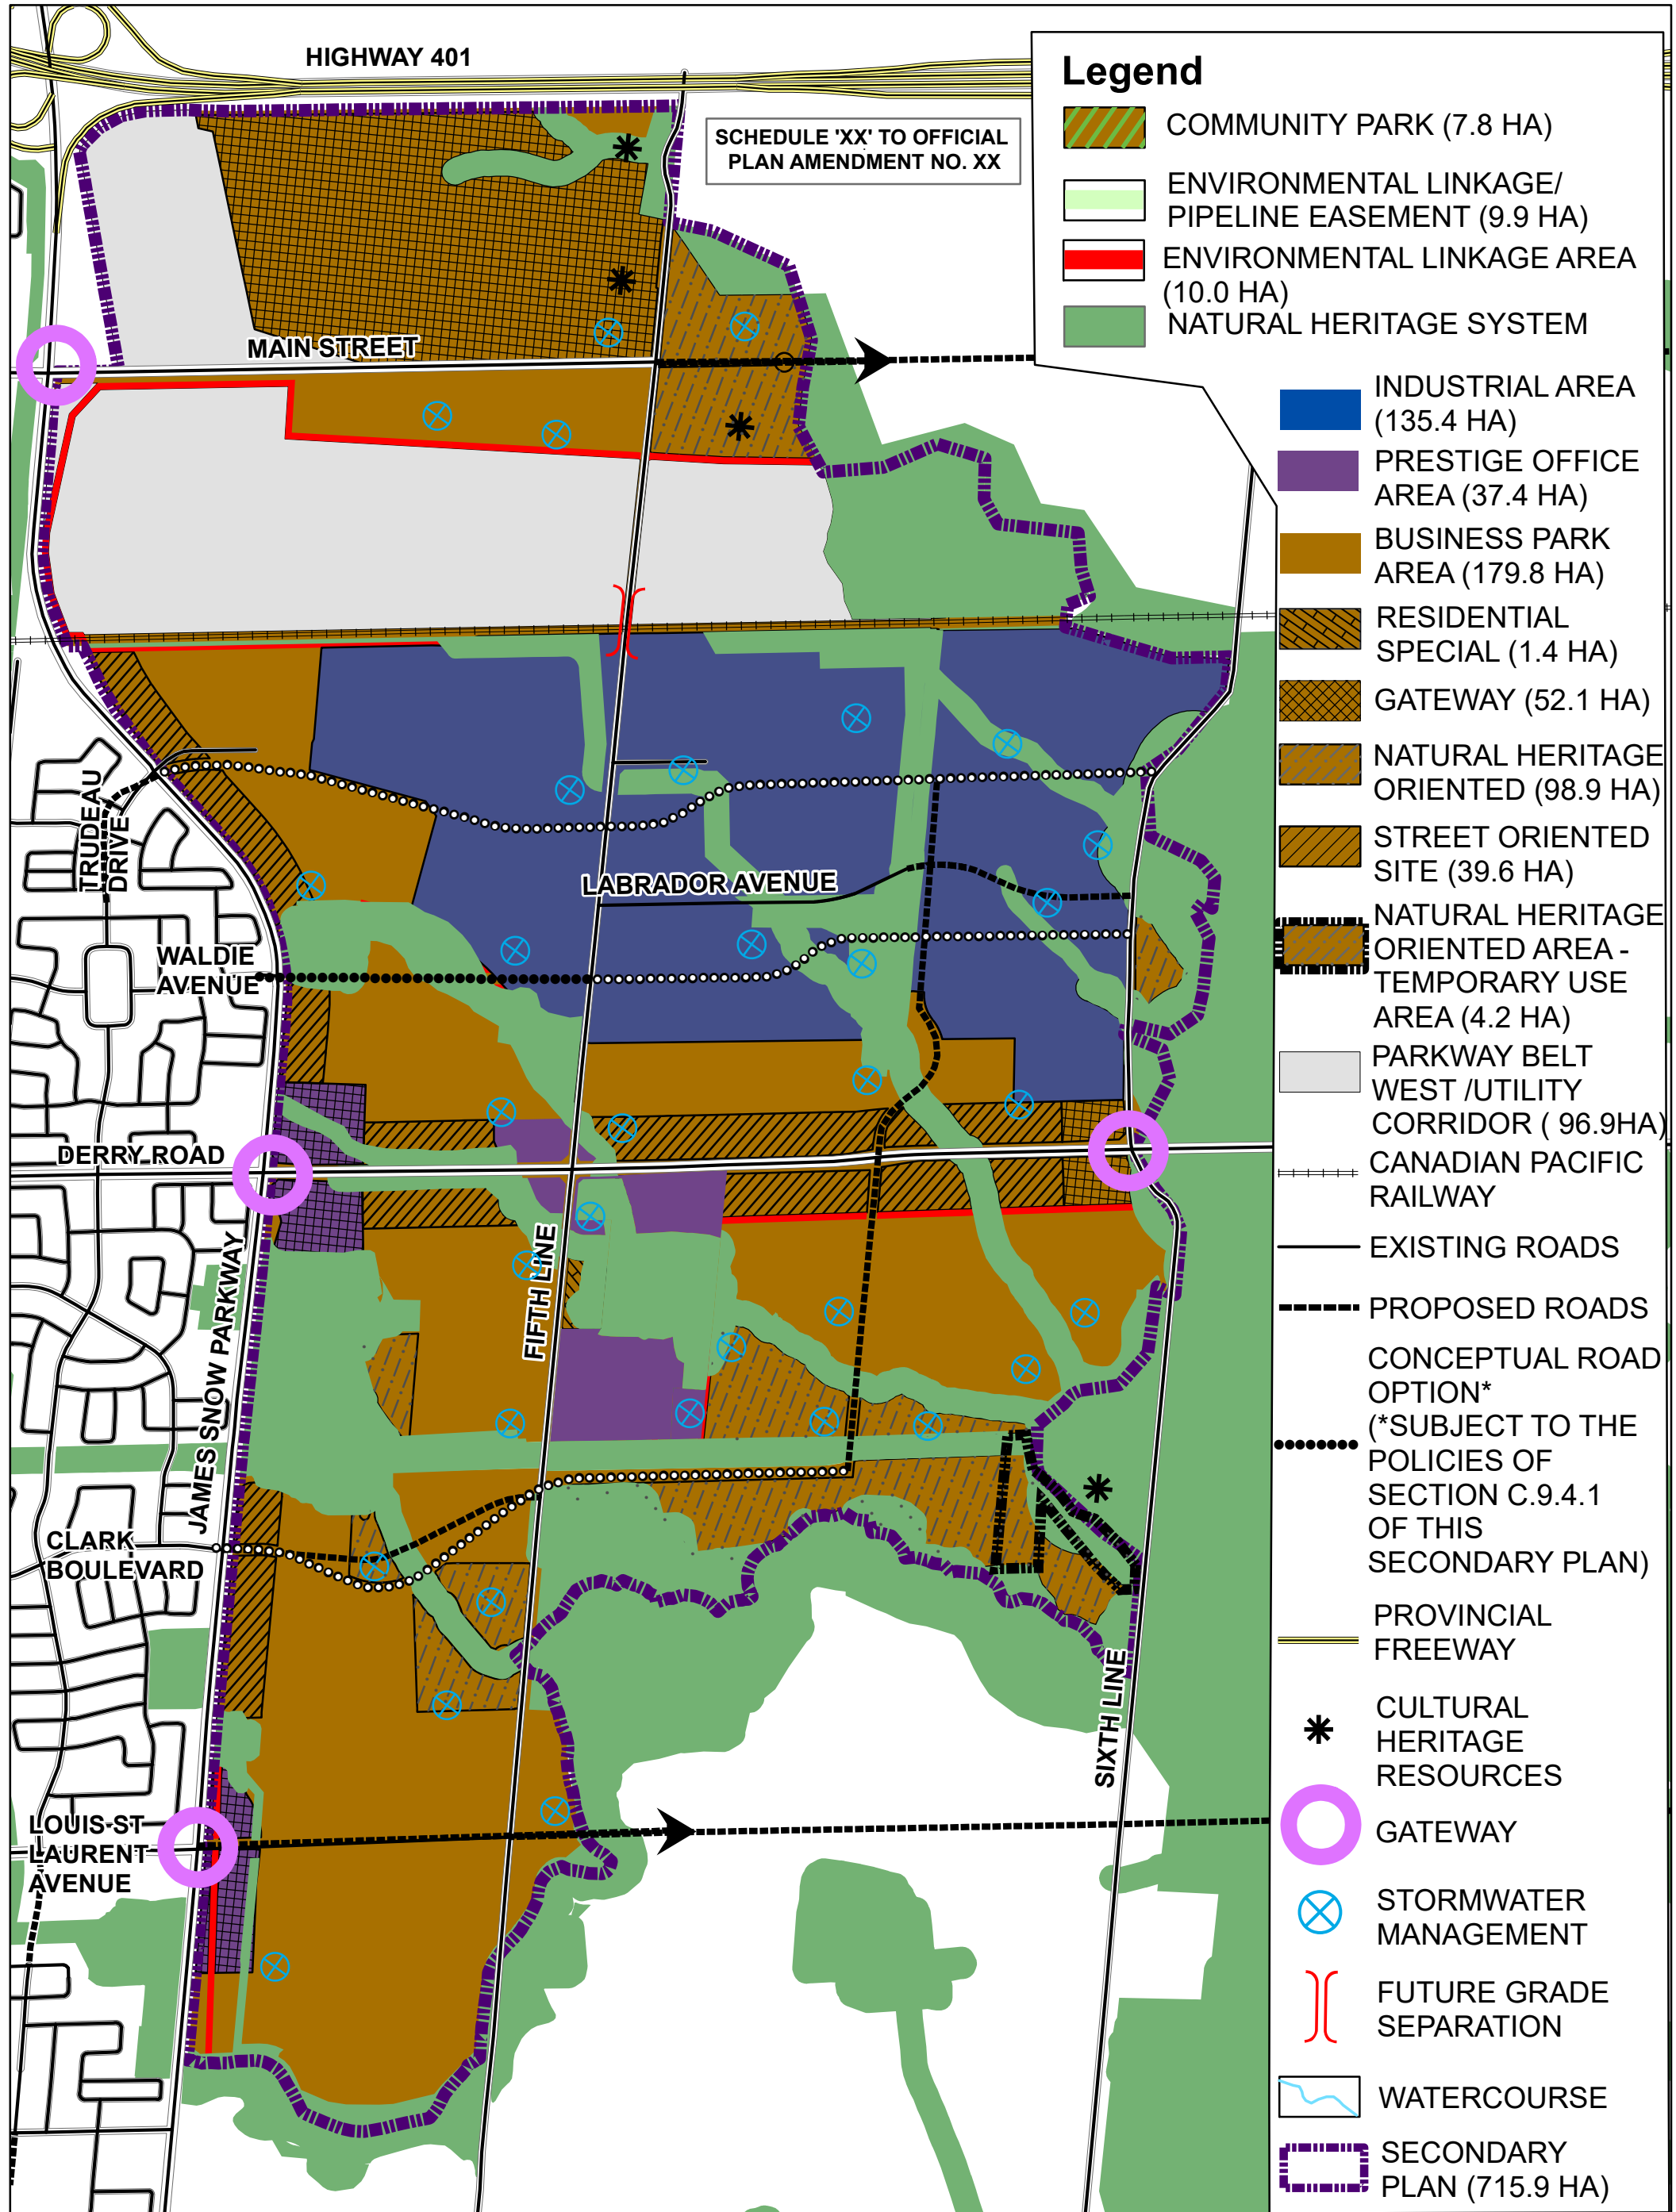 HIGHWAY 401
SCHEDULE 'XX' TO OFFICIAL
PLAN AMENDMENT NO. XX
MAIN STREET
TRUDEAU
DRIVE
LABRADOR AVENUE
WALDIE
AVENUE
DERRY ROAD
JAMES SNOW PARKWAY
FIFTH LINE
CLARK
BOULEVARD
SIXTH LINE
LOUIS ST
LAURENT
AVENUE
Legend
COMMUNITY PARK (7.8 HA)
ENVIRONMENTAL LINKAGE/
PIPELINE EASEMENT (9.9 HA)
ENVIRONMENTAL LINKAGE AREA
(10.0 HA)
NATURAL HERITAGE SYSTEM
INDUSTRIAL AREA
(135.4 HA)
PRESTIGE OFFICE
AREA (37.4 HA)
BUSINESS PARK
AREA (179.8 HA)
RESIDENTIAL
SPECIAL (1.4 HA)
GATEWAY (52.1 HA)
NATURAL HERITAGE
ORIENTED (98.9 HA)
STREET ORIENTED
SITE (39.6 HA)
NATURAL HERITAGE
ORIENTED AREA -
TEMPORARY USE
AREA (4.2 HA)
PARKWAY BELT
WEST /UTILITY
CORRIDOR ( 96.9HA)
CANADIAN PACIFIC
RAILWAY
EXISTING ROADS
PROPOSED ROADS
CONCEPTUAL ROAD
OPTION*
(*SUBJECT TO THE
POLICIES OF
SECTION C.9.4.1
OF THIS
SECONDARY PLAN)
PROVINCIAL
FREEWAY
CULTURAL
HERITAGE
RESOURCES
GATEWAY
STORMWATER
MANAGEMENT
FUTURE GRADE
SEPARATION
WATERCOURSE
SECONDARY
PLAN (715.9 HA)